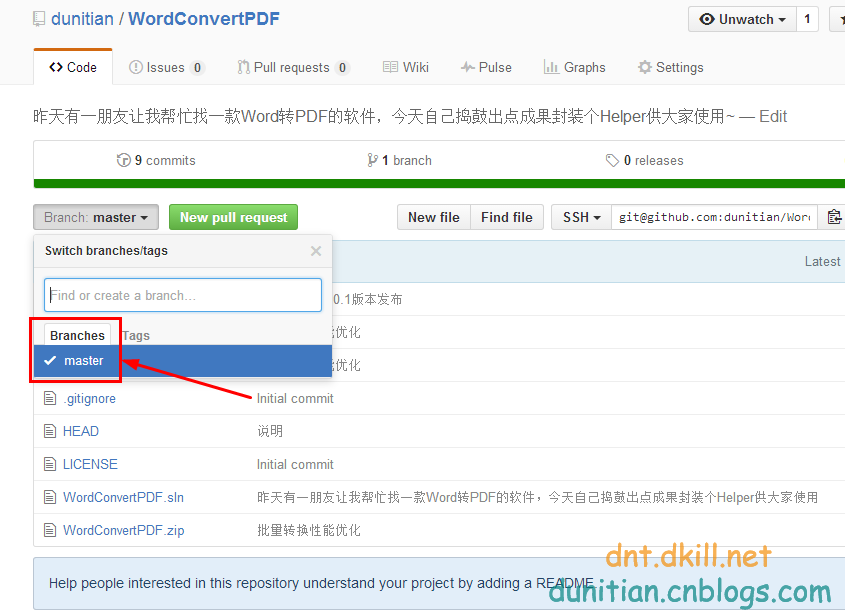 dunitian / WordConvertPDF
Unwatch 1
Code Issues 0 Pull requests 0 Wiki Pulse Graphs Settings
昨天有一朋友让我帮忙找一款Word转PDF的软件，今天自己捣鼓出点成果封装个Helper供大家使用~ — Edit
9 commits 1 branch 0 releases
Branch: master New pull request New file Find file SSH git@github.com:dunitian/Wor
Switch branches/tags
Latest
Find or create a branch…
0.1版本发布
Branches Tags
优化
master
优化
.gitignore Initial commit
HEAD 说明
LICENSE Initial commit
WordConvertPDF.sln 昨天有一朋友让我帮忙找一款Word转PDF的软件，今天自己捣鼓出点成果封装个Helper供大家使用
WordConvertPDF.zip 批量转换性能优化
dnt.dkill.net
Help people interested in this repository understand your project by adding a README.
dunitian.cnblogs.com